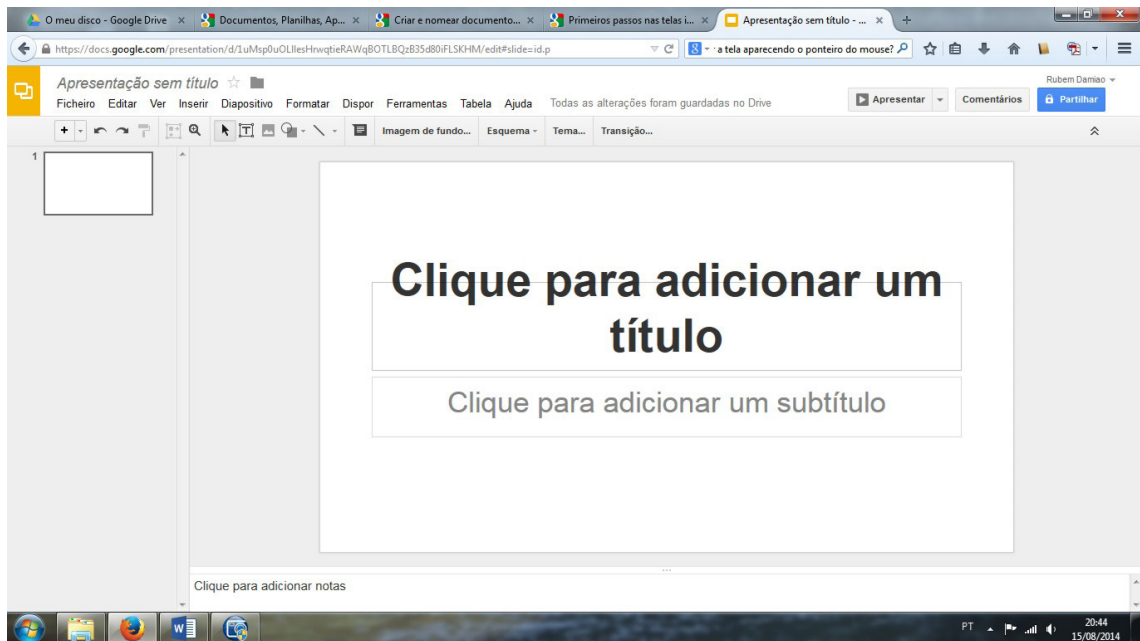 O meu disco - Google Drive
Documentos, Planilhas, Ap...
Criar e nomear documento...
Primeiros passos nas telas i...
Apresentação sem título - ...
https://docs.google.com/presentation/d/1uMsp0uOLIlesHrwqtieRAWqBOTLBQzB35d80iFLSKHM/edit#slide=id.p
a tela aparecendo o ponteiro do mouse?
Apresentação sem título
Rubem Damiao
Ficheiro Editar Ver Inserir Diapositivo Formatar Dispor Ferramentas Tabela Ajuda Todas as alterações foram guardadas no Drive
Apresentar
Comentários
Partilhar
Imagem de fundo... Esquema Tema... Transição...
1
Clique para adicionar um
título
Clique para adicionar um subtítulo
Clique para adicionar notas
PT
20:44
15/08/2014